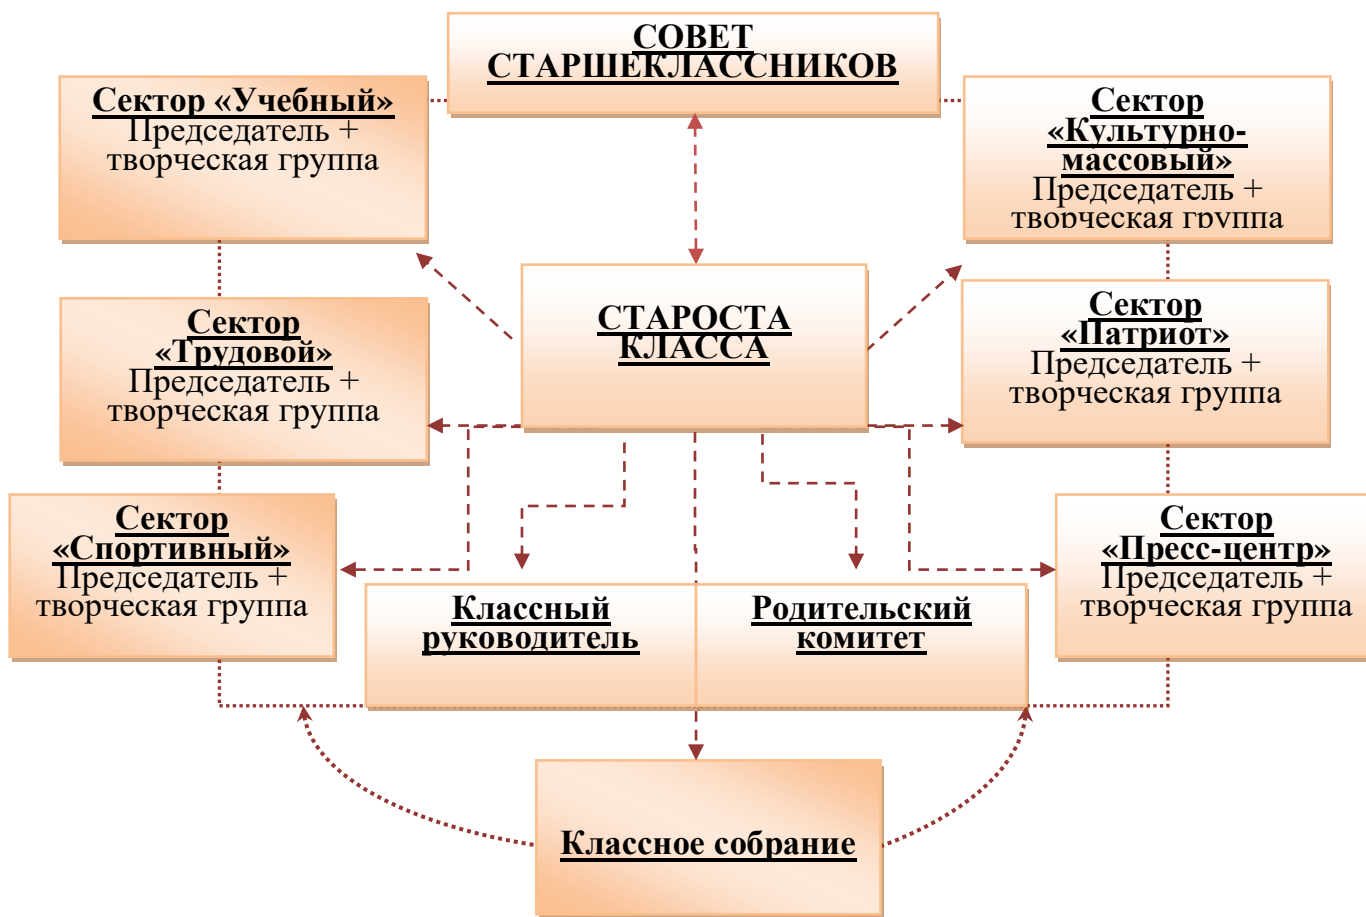 СОВЕТ
СТАРШЕКЛАССНИКОВ
Сектор «Учебный»
Председатель +
творческая группа
Сектор
«Культурно-
массовый»
Председатель +
творческая группа
СТАРОСТА
КЛАССА
Сектор
«Трудовой»
Председатель +
творческая группа
Сектор
«Патриот»
Председатель +
творческая группа
Сектор
«Спортивный»
Председатель +
творческая группа
Сектор
«Пресс-центр»
Председатель +
творческая группа
Классный
руководитель
Родительский
комитет
Классное собрание